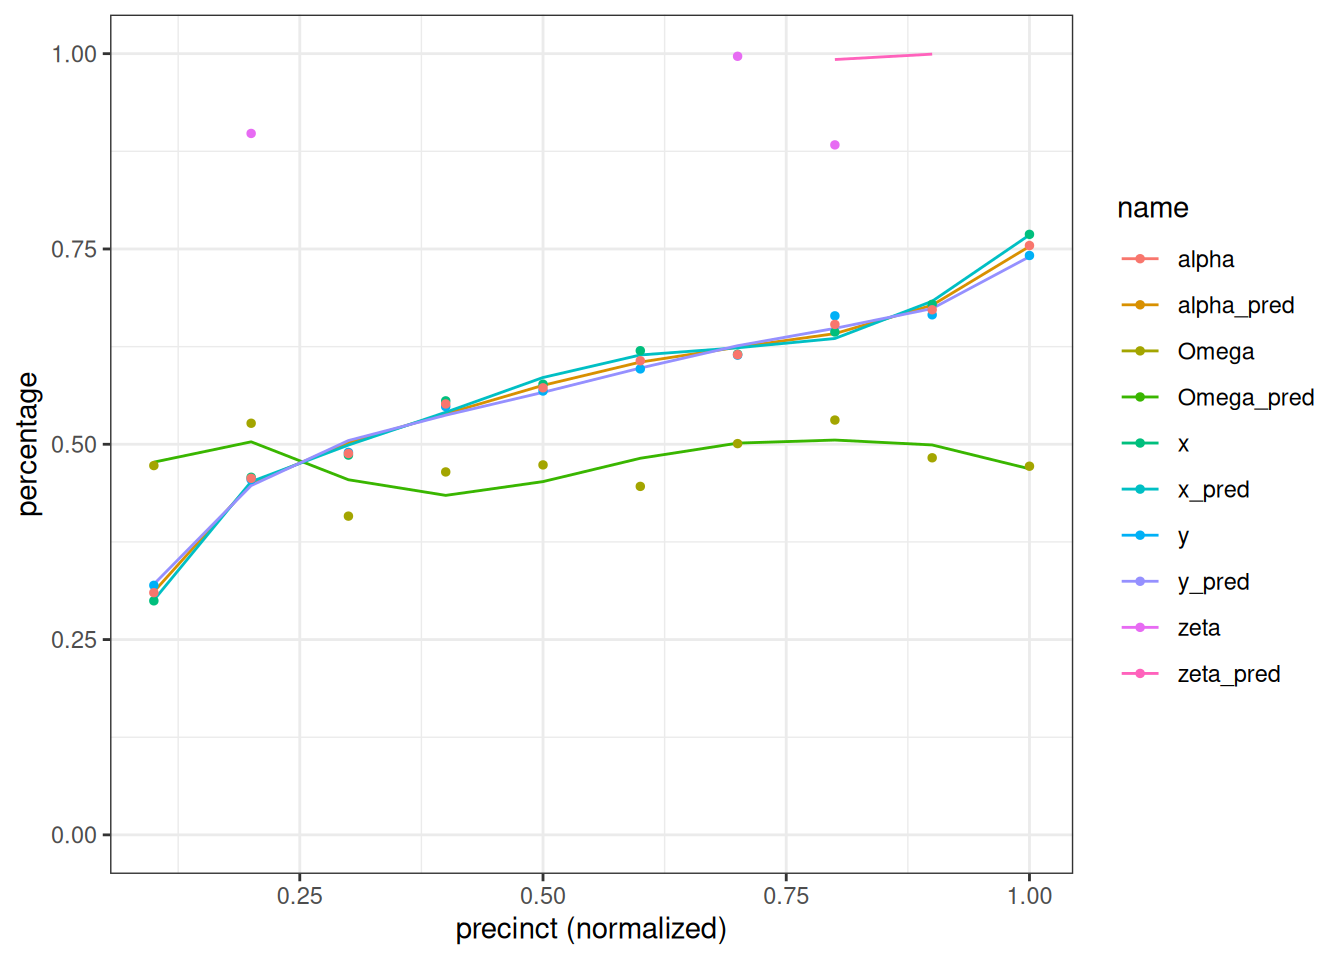 1.00
0.75
0.50
0.25
0.00
percentage
0.25
0.50
0.75
1.00
precinct (normalized)
name
alpha
alpha_pred
Omega
Omega_pred
x
x_pred
y
y_pred
zeta
zeta_pred